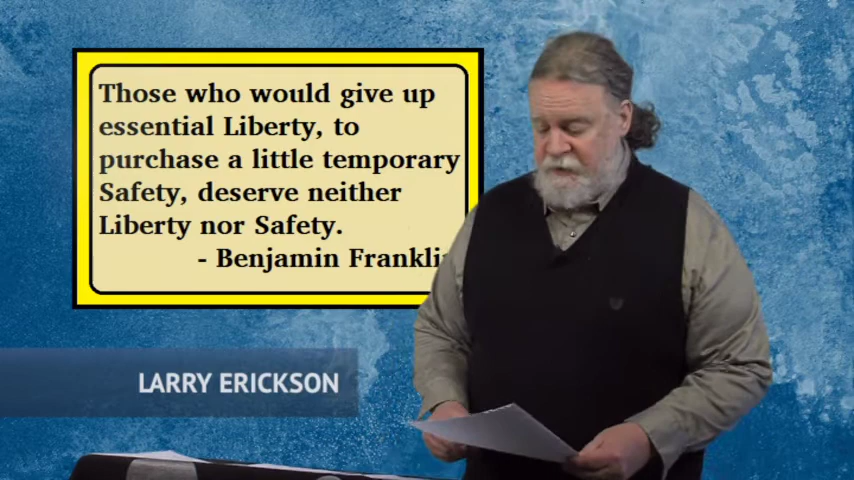 Those who would give up
essential Liberty, to
purchase a little temporary
Safety, deserve neither
Liberty nor Safety.
- Benjamin Frankli
LARRY ERICKSON